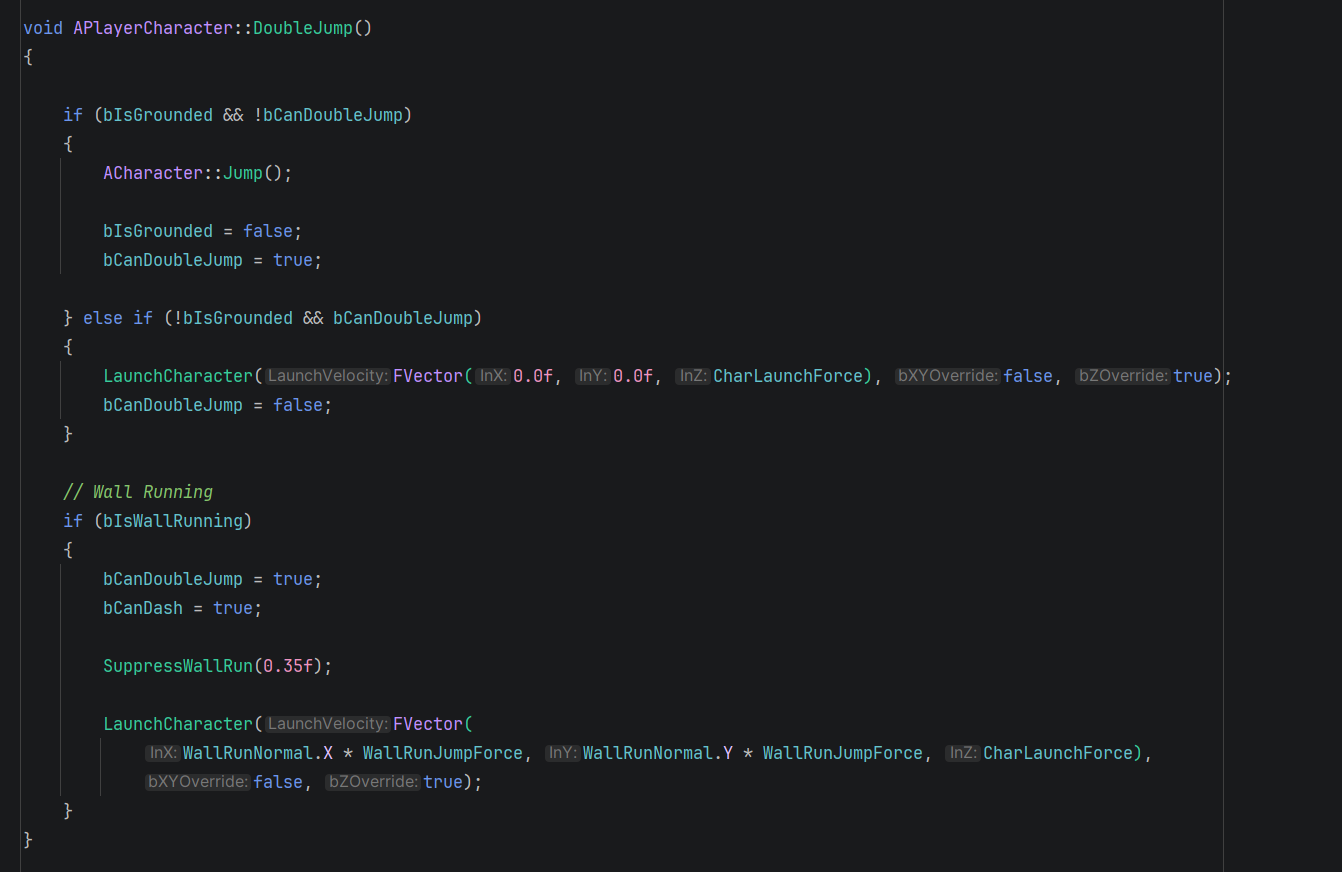 void APlayerCharacter::DoubleJump()
{
if (bIsGrounded && !bCanDoubleJump)
{
ACharacter::Jump();
bIsGrounded = false;
bCanDoubleJump = true;
} else if (!bIsGrounded && bCanDoubleJump)
{
LaunchCharacter(LaunchVelocity:FVector(InX:0.0f, InY:0.0f, InZ:CharLaunchForce), bXYOverride:false, bZOverride:true);
bCanDoubleJump = false;
}
// Wall Running
if (bIsWallRunning)
{
bCanDoubleJump = true;
bCanDash = true;
SuppressWallRun(0.35f);
LaunchCharacter(LaunchVelocity:FVector(
InX:WallRunNormal.X * WallRunJumpForce, InY:WallRunNormal.Y * WallRunJumpForce, InZ:CharLaunchForce),
bXYOverride:false, bZOverride:true);
}
}